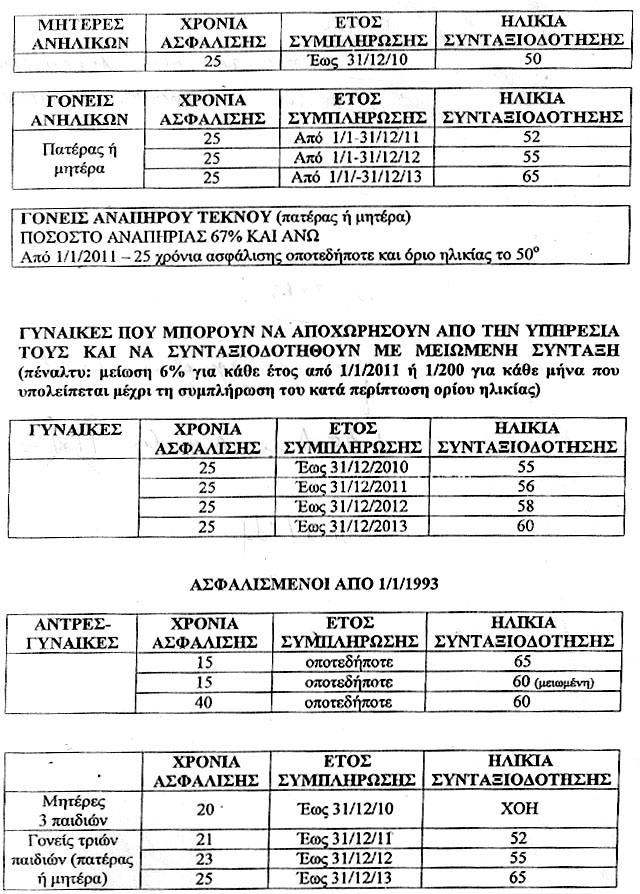 ΜΗΤΕΡΕΣ ΑΝΗΛΙΚΩΝ ΧΡΟΝΙΑ ΑΣΦΑΛΙΣΗΣ ΕΤΟΣ ΣΥΜΠΛΗΡΩΣΗΣ ΗΛΙΚΙΑ ΣΥΝΤΑΞΙΟΔΟΤΗΣΗΣ
25 Έως 31/12/10 50
ΓΟΝΕΙΣ ΑΝΗΛΙΚΩΝ ΧΡΟΝΙΑ ΑΣΦΑΛΙΣΗΣ ΕΤΟΣ ΣΥΜΠΛΗΡΩΣΗΣ ΗΛΙΚΙΑ ΣΥΝΤΑΞΙΟΔΟΤΗΣΗΣ
Πατέρας ή μητέρα 25 Από 1/1-31/12/11 52
25 Από 1/1-31/12/12 55
25 Από 1/1/-31/12/13 65
ΓΟΝΕΙΣ ΑΝΑΠΗΡΟΥ ΤΕΚΝΟΥ (πατέρας ή μητέρα)
ΠΟΣΟΣΤΟ ΑΝΑΠΗΡΙΑΣ 67% ΚΑΙ ΑΝΩ
Από 1/1/2011 – 25 χρόνια ασφάλισης οποτεδήποτε και όριο ηλικίας το 50º
ΓΥΝΑΙΚΕΣ ΠΟΥ ΜΠΟΡΟΥΝ ΝΑ ΑΠΟΧΩΡΗΣΟΥΝ ΑΠΟ ΤΗΝ ΥΠΗΡΕΣΙΑ
ΤΟΥΣ ΚΑΙ ΝΑ ΣΥΝΤΑΞΙΟΔΟΤΗΘΟΥΝ ΜΕ ΜΕΙΩΜΕΝΗ ΣΥΝΤΑΞΗ
(πέναλτυ: μείωση 6% για κάθε έτος από 1/1/2011 ή 1/200 για κάθε μήνα που
υπολείπεται μέχρι τη συμπλήρωση του κατά περίπτωση ορίου ηλικίας)
ΓΥΝΑΙΚΕΣ ΧΡΟΝΙΑ ΑΣΦΑΛΙΣΗΣ ΕΤΟΣ ΣΥΜΠΛΗΡΩΣΗΣ ΗΛΙΚΙΑ ΣΥΝΤΑΞΙΟΔΟΤΗΣΗΣ
25 Έως 31/12/2010 55
25 Έως 31/12/2011 56
25 Έως 31/12/2012 58
25 Έως 31/12/2013 60
ΑΣΦΑΛΙΣΜΕΝΟΙ ΑΠΟ 1/1/1993
ΑΝΤΡΕΣ-ΓΥΝΑΙΚΕΣ ΧΡΟΝΙΑ ΑΣΦΑΛΙΣΗΣ ΕΤΟΣ ΣΥΜΠΛΗΡΩΣΗΣ ΗΛΙΚΙΑ ΣΥΝΤΑΞΙΟΔΟΤΗΣΗΣ
15 οποτεδήποτε 65
15 οποτεδήποτε 60 (μειωμένη)
40 οποτεδήποτε 60
ΧΡΟΝΙΑ ΑΣΦΑΛΙΣΗΣ ΕΤΟΣ ΣΥΜΠΛΗΡΩΣΗΣ ΗΛΙΚΙΑ ΣΥΝΤΑΞΙΟΔΟΤΗΣΗΣ
Μητέρες 3 παιδιών 20 Έως 31/12/10 ΧΟΗ
Γονείς τριών παιδιών (πατέρας ή μητέρα) 21 Έως 31/12/11 52
23 Έως 31/12/12 55
25 Έως 31/12/13 65